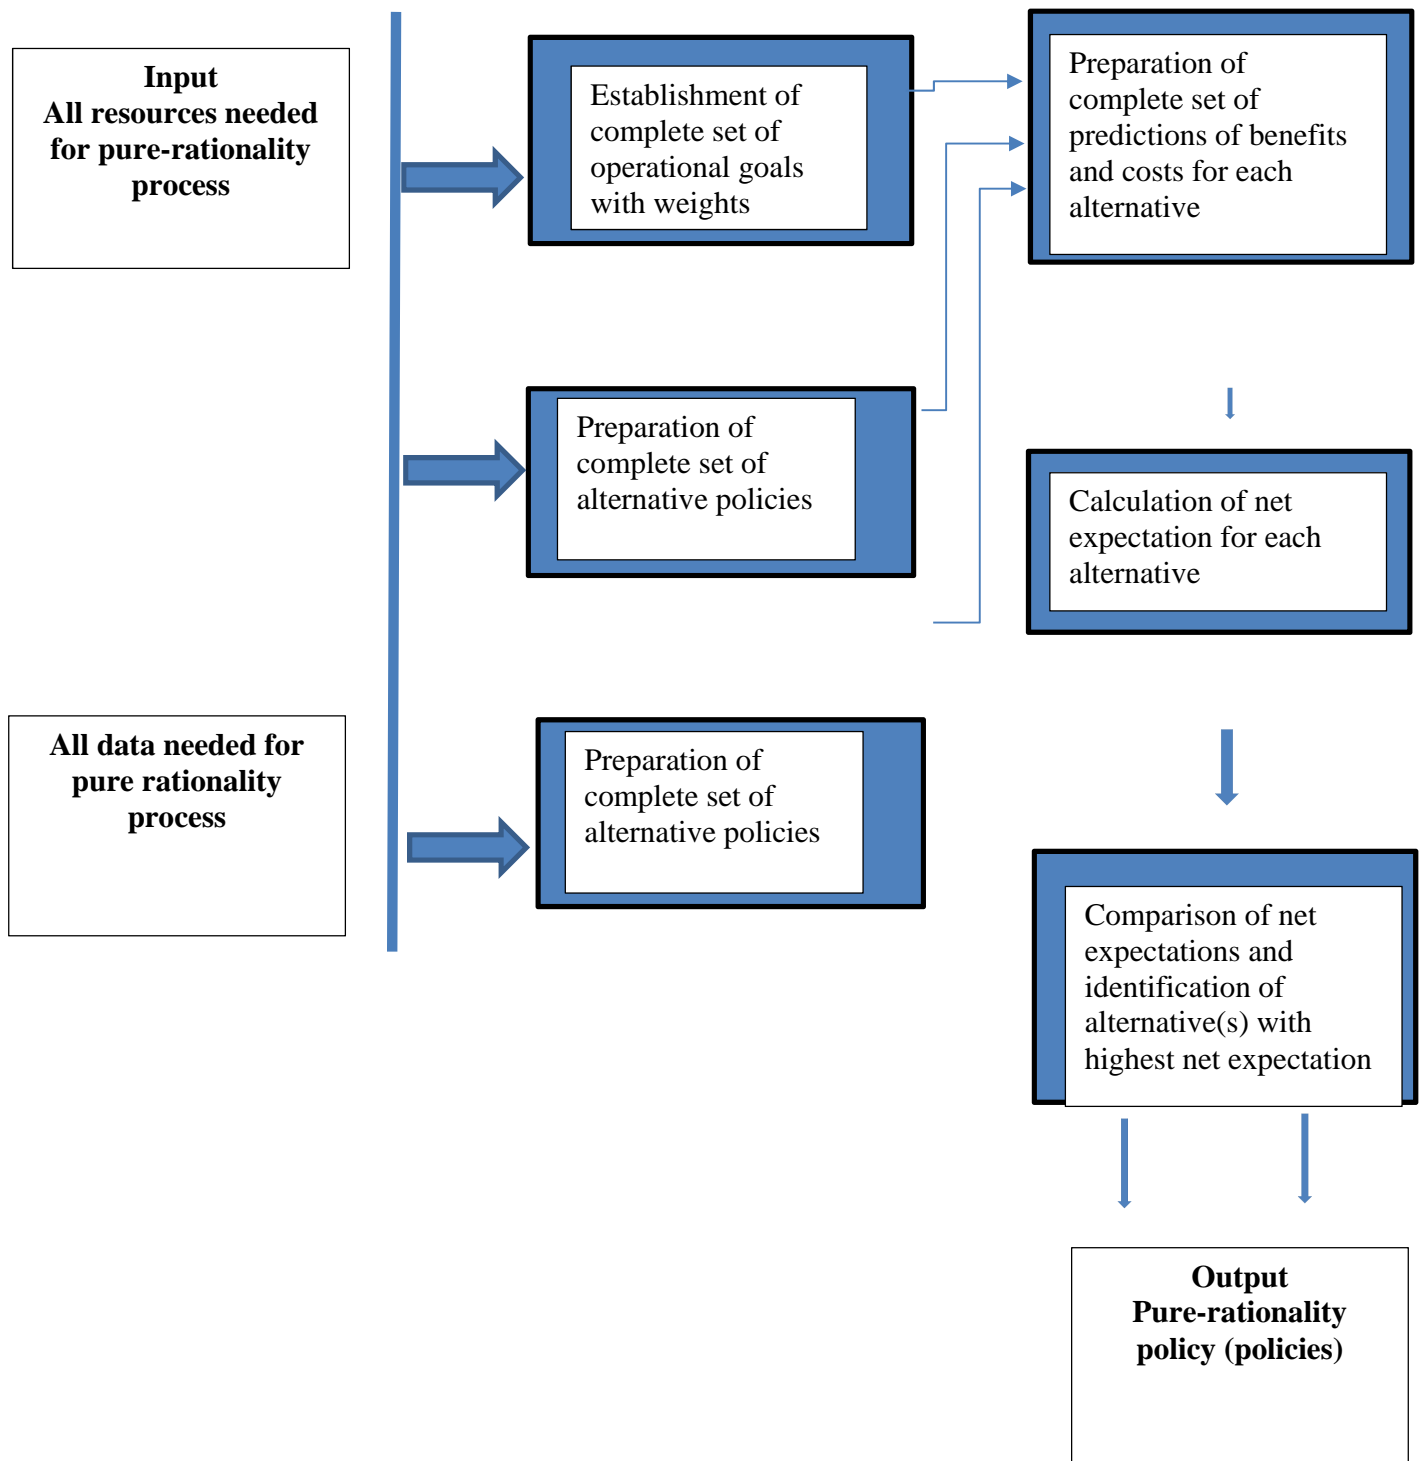 Input
All resources needed
for pure-rationality
process
All data needed for
pure rationality
process
Establishment of
complete set of
operational goals
with weights
Preparation of
complete set of
alternative policies
Preparation of
complete set of
alternative policies
Preparation of
complete set of
predictions of benefits
and costs for each
alternative
Calculation of net
expectation for each
alternative
Comparison of net
expectations and
identification of
alternative(s) with
highest net expectation
Output
Pure-rationality
policy (policies)